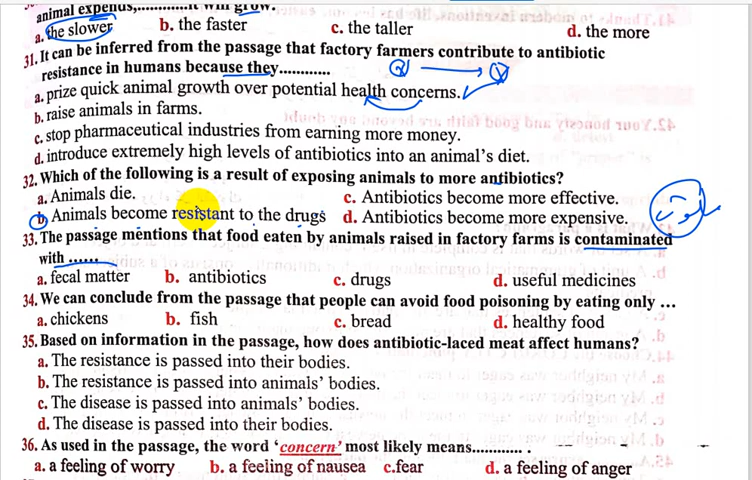 animal expends,............it will grow.
a. the slower b. the faster c. the taller d. the more
31. It can be inferred from the passage that factory farmers contribute to antibiotic
resistance in humans because they............
a. prize quick animal growth over potential health concerns.
b. raise animals in farms.
c. stop pharmaceutical industries from earning more money.
d. introduce extremely high levels of antibiotics into an animal's diet.
32. Which of the following is a result of exposing animals to more antibiotics?
a. Animals die. c. Antibiotics become more effective.
b Animals become resistant to the drugs d. Antibiotics become more expensive.
33. The passage mentions that food eaten by animals raised in factory farms is contaminated
with ......
a. fecal matter b. antibiotics c. drugs d. useful medicines
34. We can conclude from the passage that people can avoid food poisoning by eating only ...
a. chickens b. fish c. bread d. healthy food
35. Based on information in the passage, how does antibiotic-laced meat affect humans?
a. The resistance is passed into their bodies.
b. The resistance is passed into animals' bodies.
c. The disease is passed into animals' bodies.
d. The disease is passed into their bodies.
36. As used in the passage, the word 'concern' most likely means............ .
a. a feeling of worry b. a feeling of nausea c. fear d. a feeling of anger